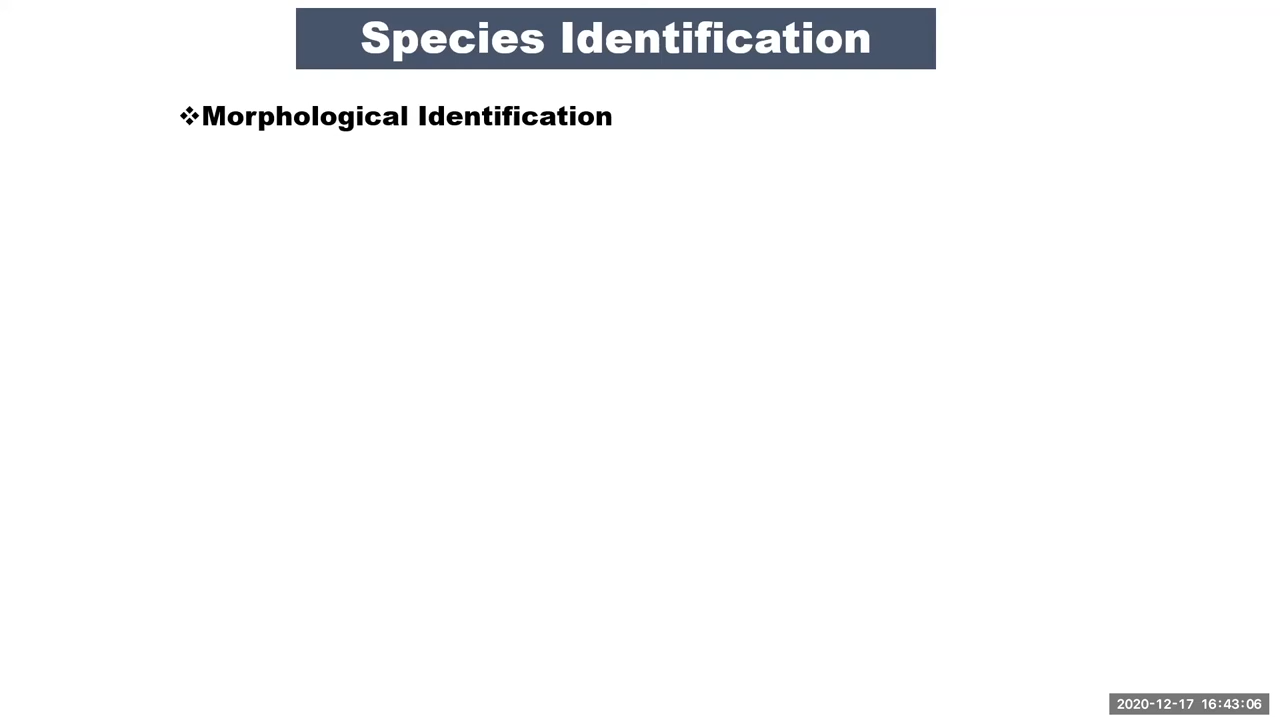 Species Identification
❖Morphological Identification
2020-12-17 16:43:06